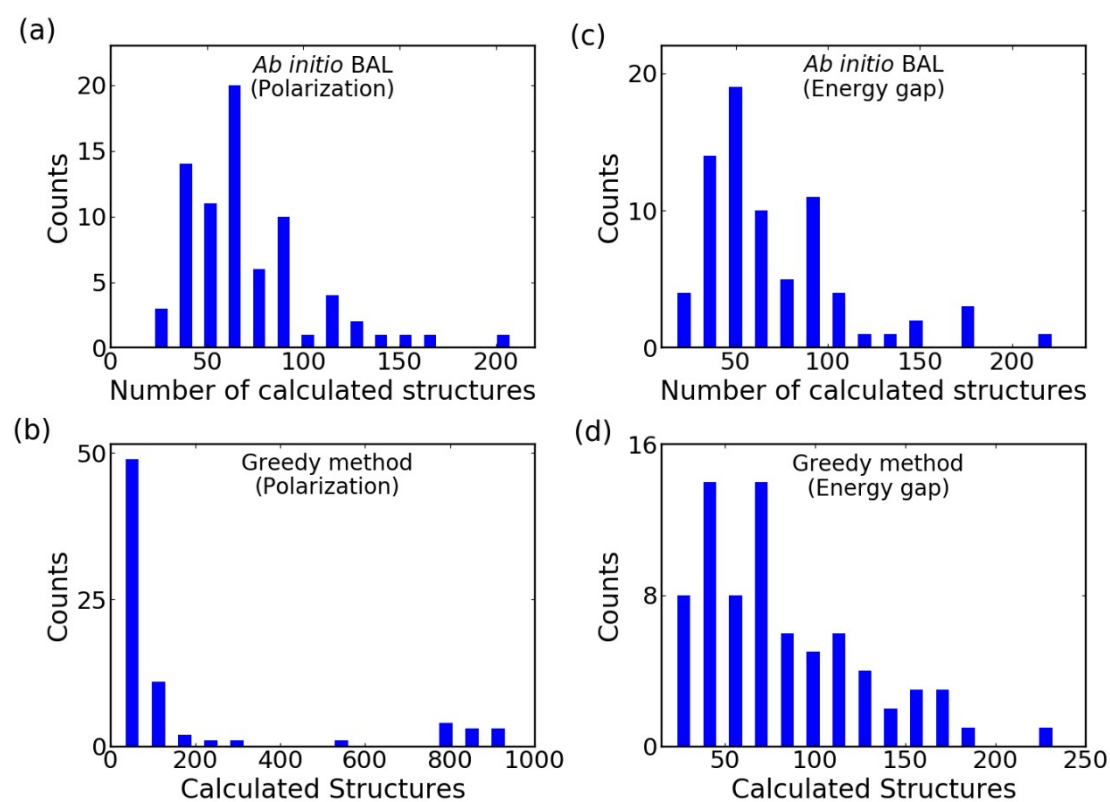 (a)
Ab initio BAL
(Polarization)
20
15
10
5
0
Counts
0 50 100 150 200
Number of calculated structures
(c)
Ab initio BAL
(Energy gap)
20
10
0
Counts
50 100 150 200
Number of calculated structures
(b)
Greedy method
(Polarization)
50
25
0
Counts
0 200 400 600 800 1000
Calculated Structures
(d)
Greedy method
(Energy gap)
16
8
0
Counts
50 100 150 200 250
Calculated Structures